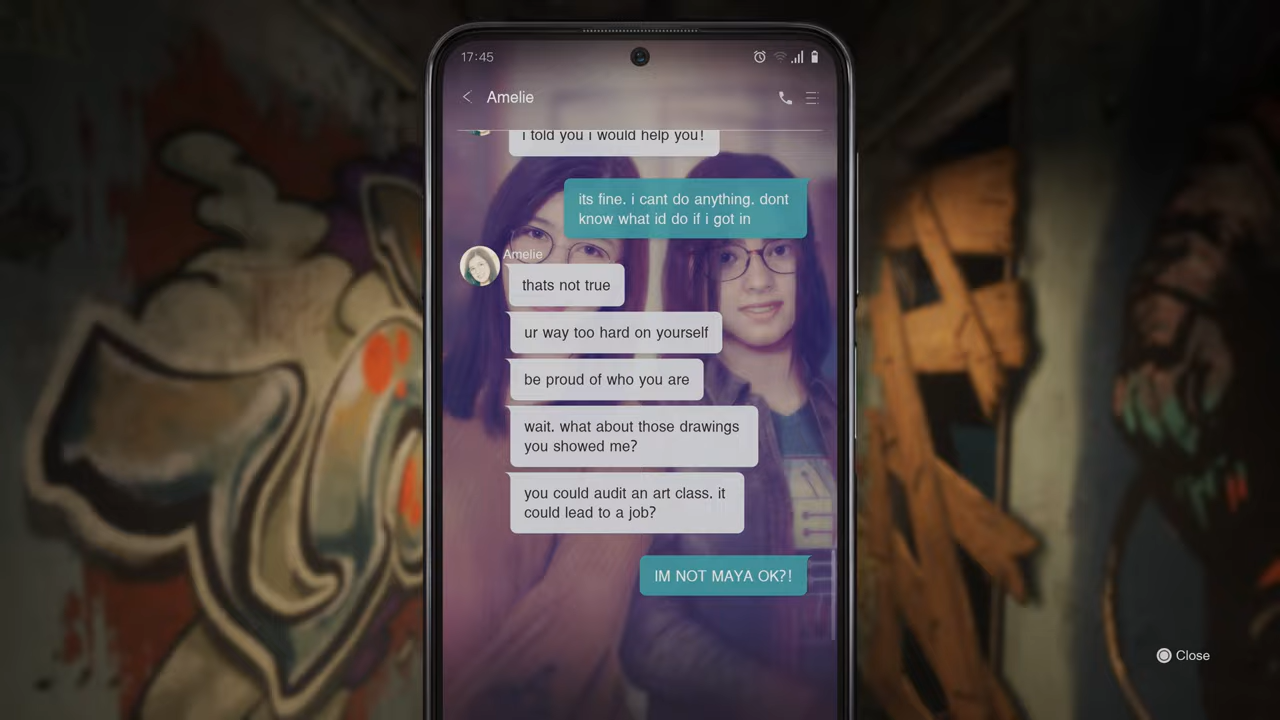 17:45
Amelie
i told you i would help you!
its fine. i cant do anything. dont
know what id do if i got in
Amelie
thats not true
ur way too hard on yourself
be proud of who you are
wait. what about those drawings
you showed me?
you could audit an art class. it
could lead to a job?
IM NOT MAYA OK?!
Close